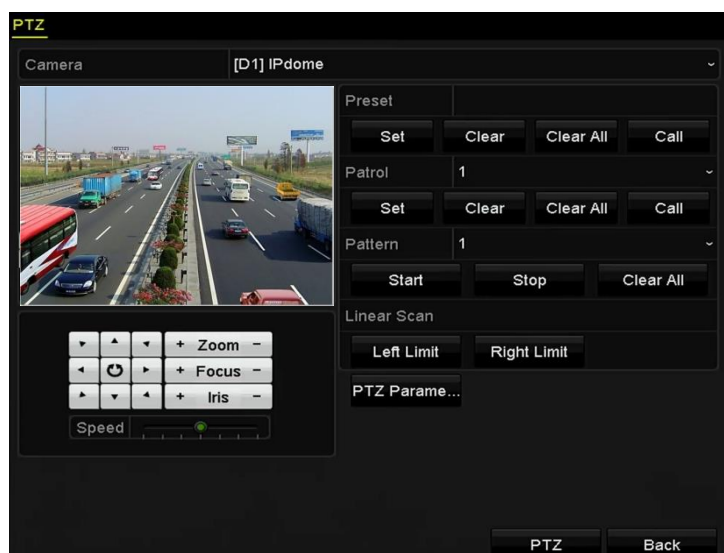 PTZ
Camera [D1] IPdome
Preset
Set Clear Clear All Call
Patrol 1
Set Clear Clear All Call
Pattern 1
Start Stop Clear All
Linear Scan
Left Limit Right Limit
PTZ Parame...
+ Zoom -
+ Focus -
+ Iris -
Speed
PTZ Back